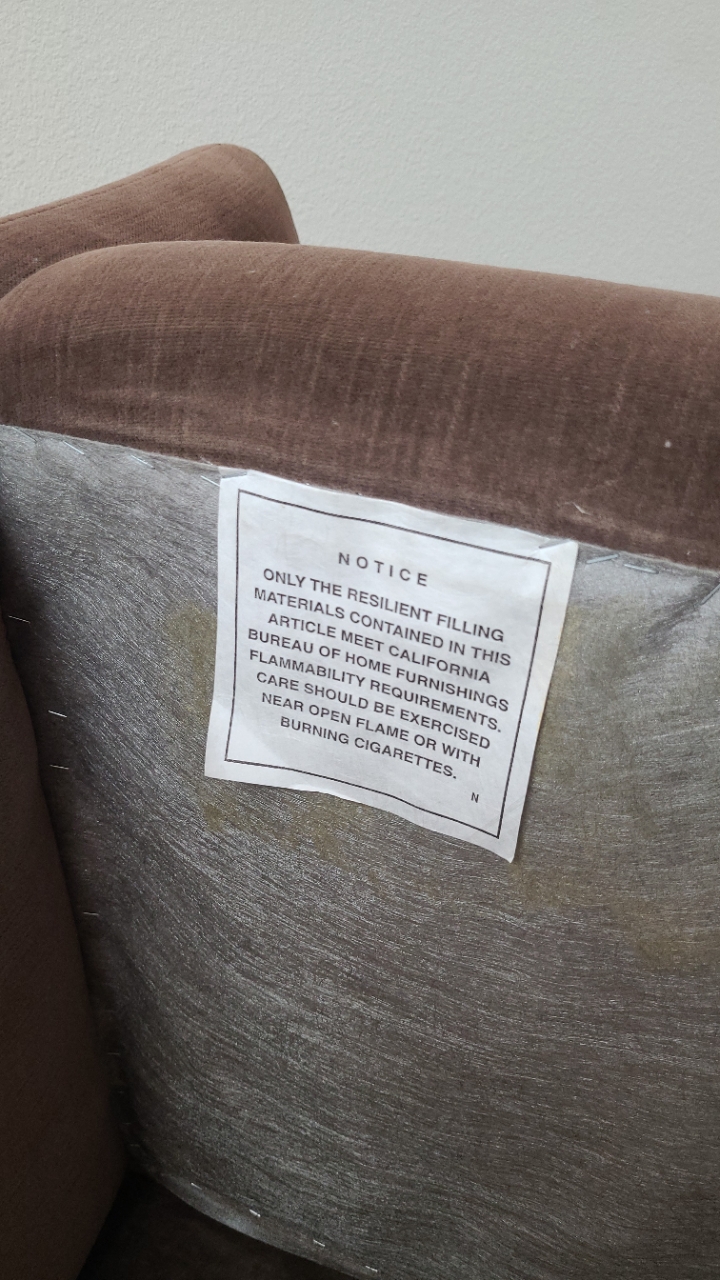 NOTICE
ONLY THE RESILIENT FILLING
MATERIALS CONTAINED IN THIS
ARTICLE MEET CALIFORNIA
BUREAU OF HOME FURNISHINGS
FLAMMABILITY REQUIREMENTS.
CARE SHOULD BE EXERCISED
NEAR OPEN FLAME OR WITH
BURNING CIGARETTES.
N